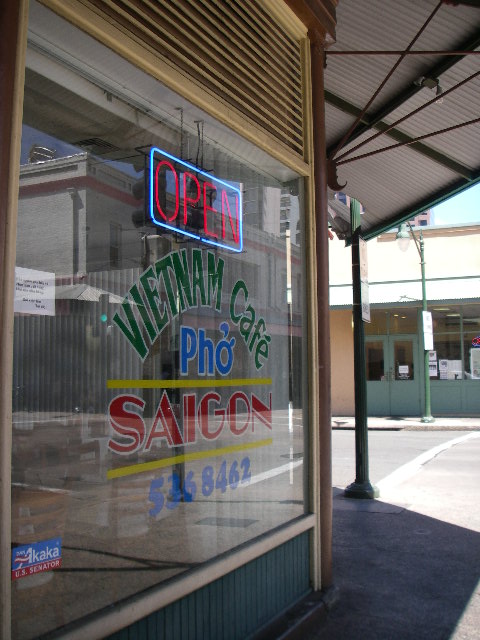 OPEN
VIETNAM Café
Phở
SAIGON
536 8462
Akaka
U.S. SENATOR